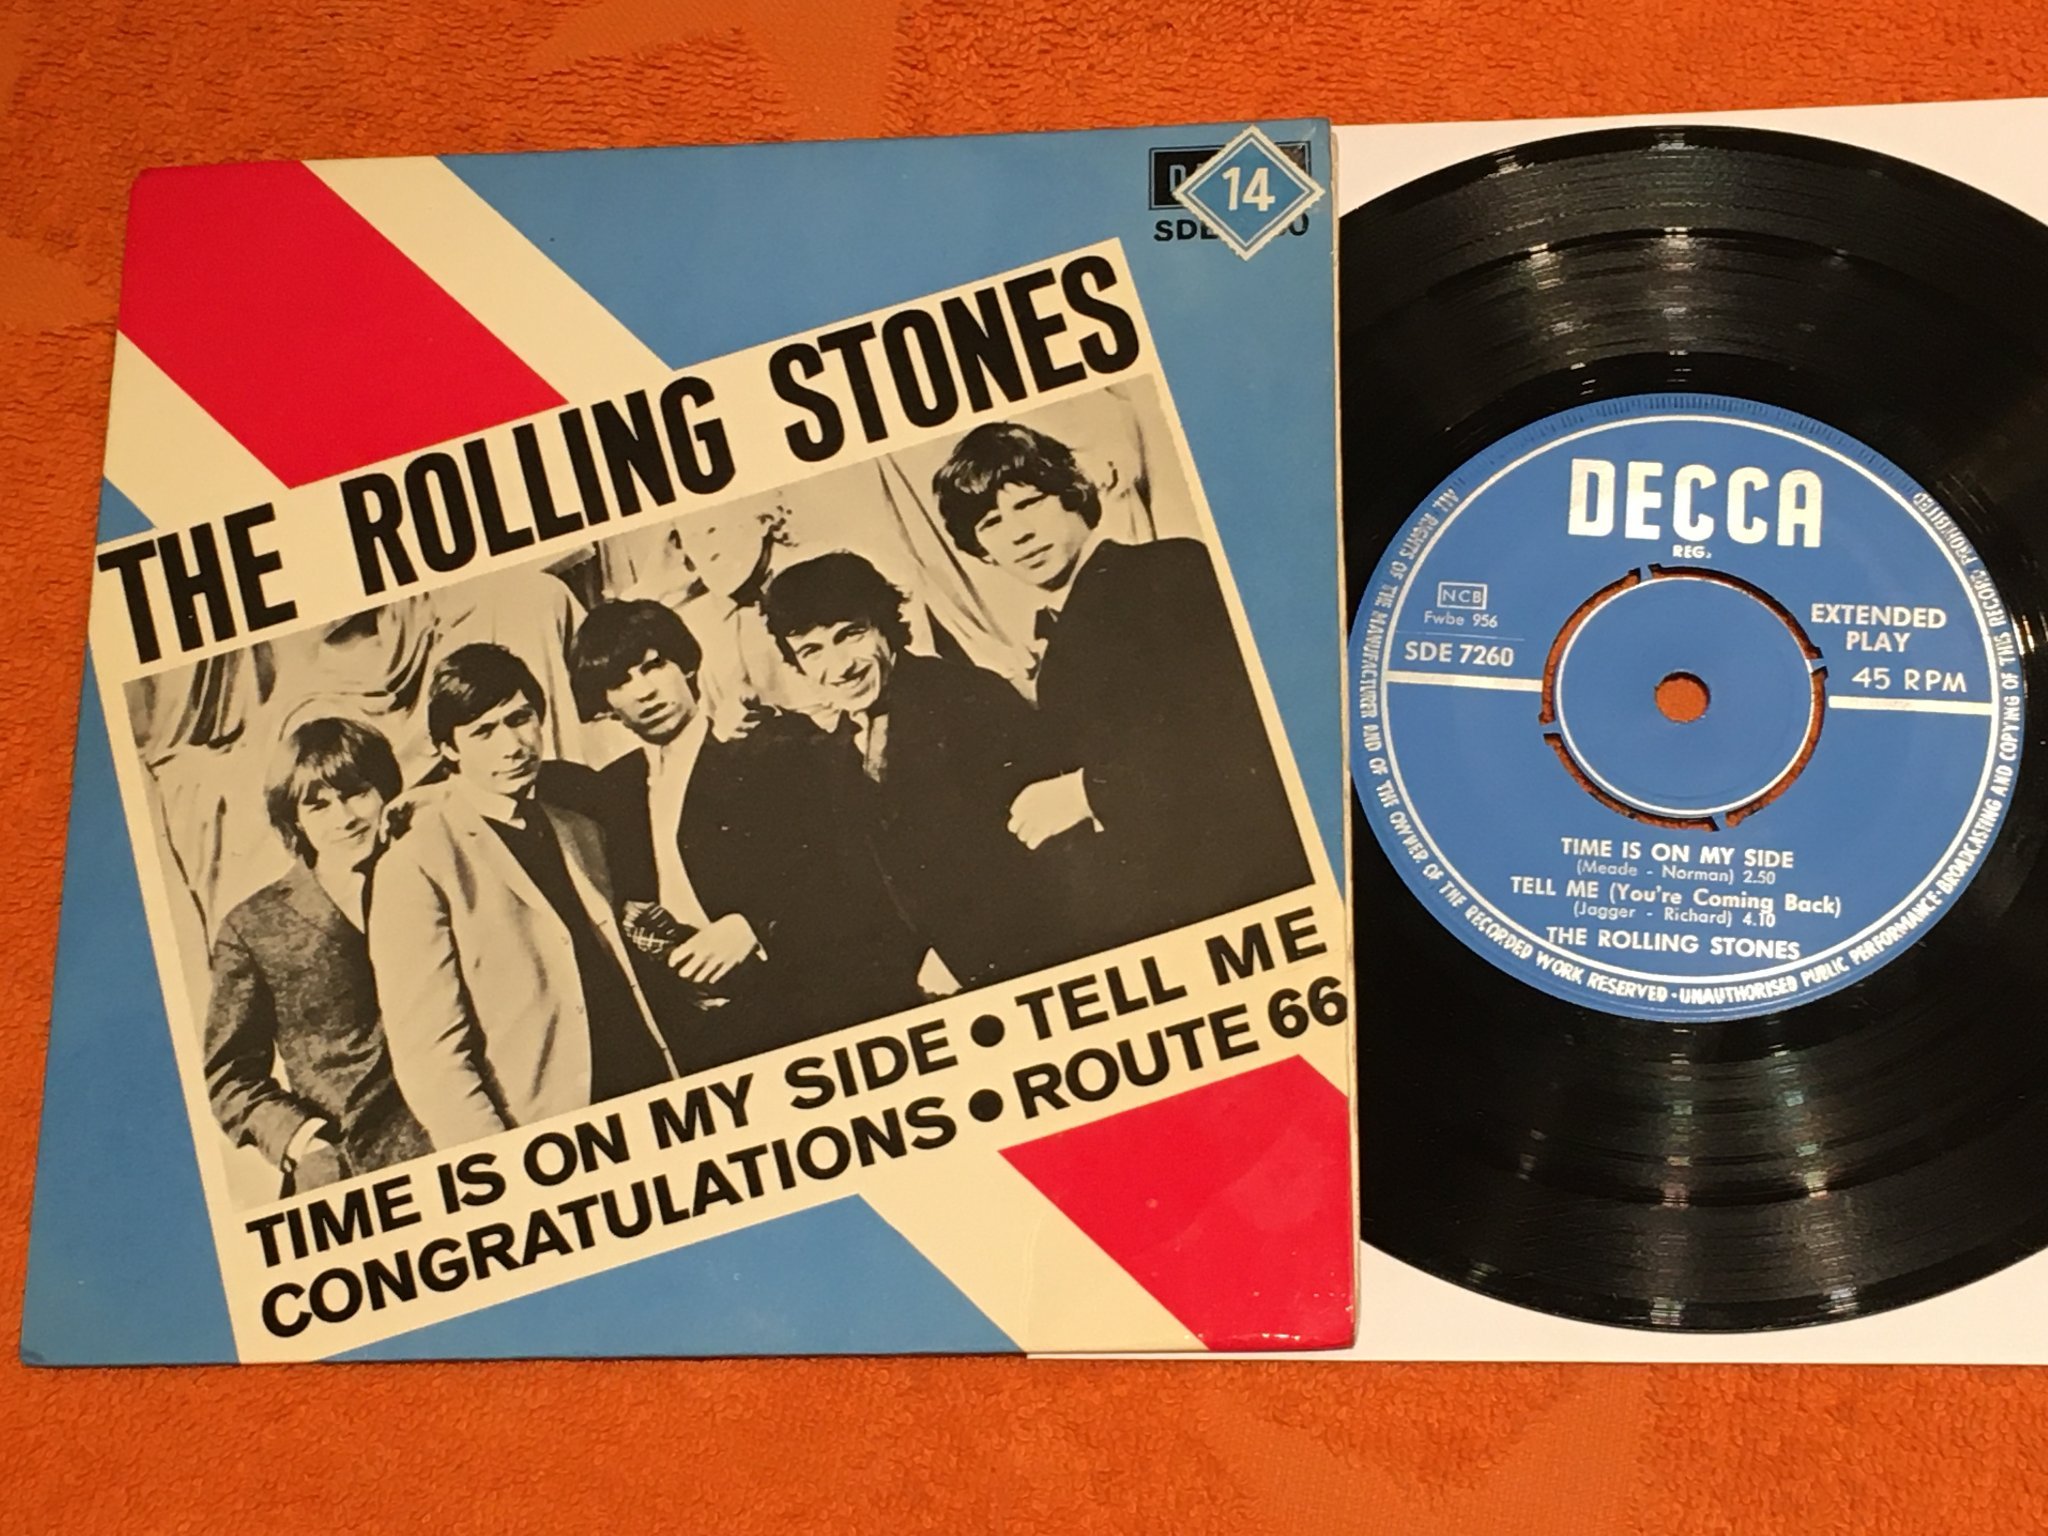 14
THE ROLLING STONES
TIME IS ON MY SIDE • TELL ME
CONGRATULATIONS • ROUTE 66
DECCA
REG.
NCB
Fwbe 956
SDE 7260
EXTENDED
PLAY
45 RPM
TIME IS ON MY SIDE
(Meade - Norman) 2.50
TELL ME (You're Coming Back)
(Jagger - Richard) 4.10
THE ROLLING STONES
ALL RIGHTS OF THE MANUFACTURER AND OF THE OWNER OF THE RECORDED WORK RESERVED • UNAUTHORISED PUBLIC PERFORMANCE • BROADCASTING AND COPYING OF THIS RECORD PROHIBITED